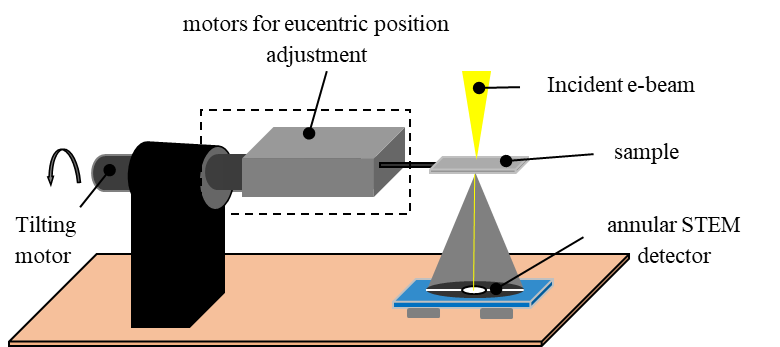 motors for eucentric position
adjustment
Incident e-beam
sample
Tilting
motor
annular STEM
detector